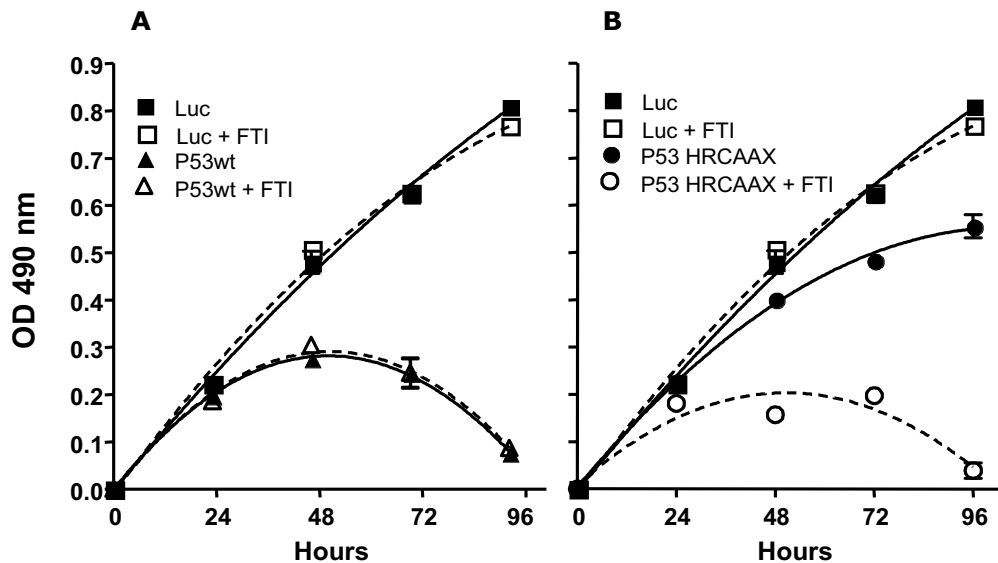 A
B
OD 490 nm
0.9
0.8
0.7
0.6
0.5
0.4
0.3
0.2
0.1
0.0
Luc
Luc + FTI
P53wt
P53wt + FTI
0 24 48 72 96
Hours
Luc
Luc + FTI
P53 HRCAAX
P53 HRCAAX + FTI
0 24 48 72 96
Hours